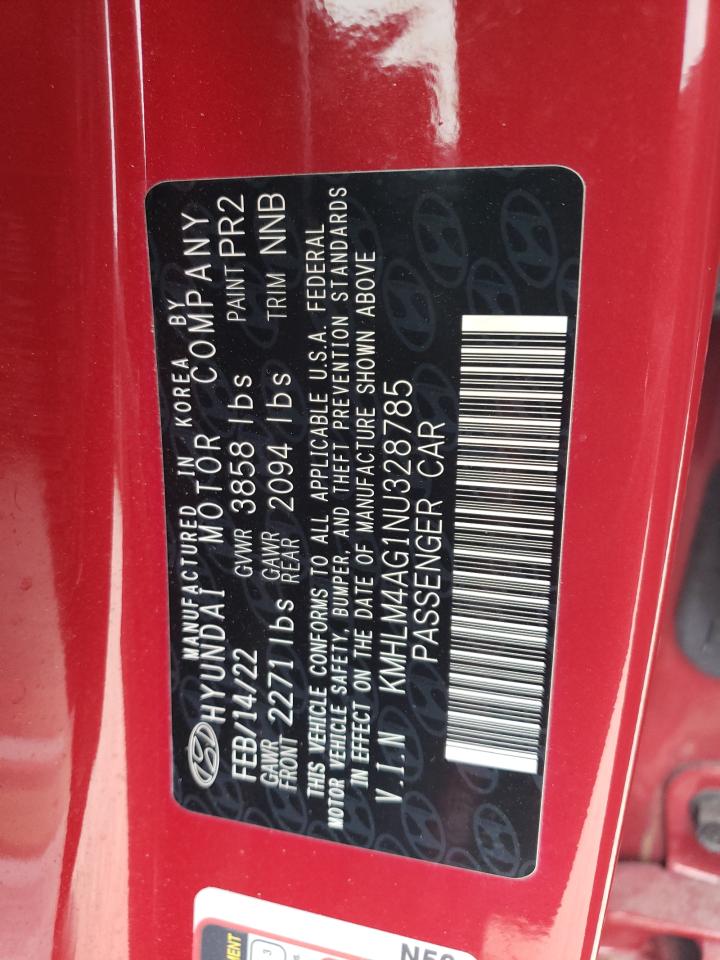 MANUFACTURED IN KOREA BY
HYUNDAI MOTOR COMPANY
FEB/14/22 GVWR 3858 lbs PAINT PR2
GAWR FRONT 2271 lbs GAWR REAR 2094 lbs TRIM NNB
THIS VEHICLE CONFORMS TO ALL APPLICABLE U.S.A. FEDERAL
MOTOR VEHICLE SAFETY, BUMPER, AND THEFT PREVENTION STANDARDS
IN EFFECT ON THE DATE OF MANUFACTURE SHOWN ABOVE
V.I.N KMHLM4AG1NU328785
PASSENGER CAR